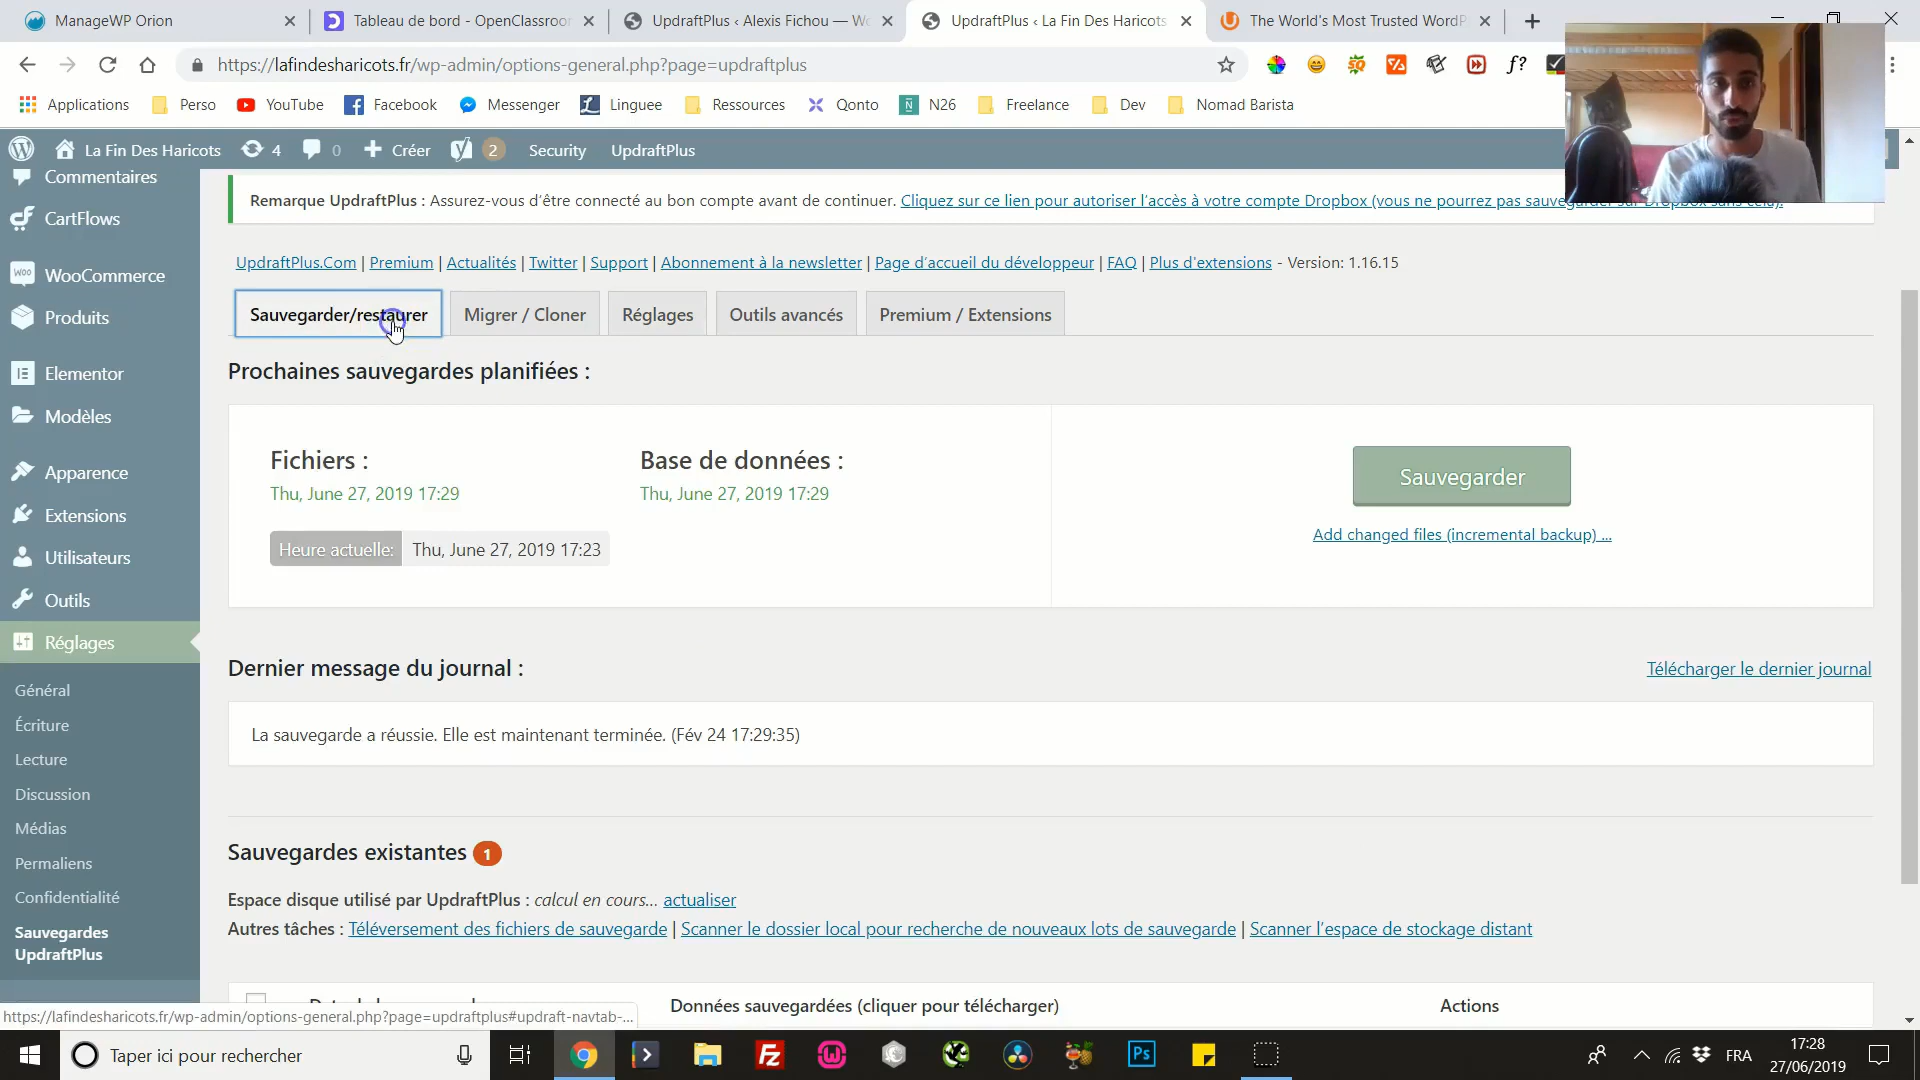 ManageWP Orion
Tableau de bord - OpenClassroor
UpdraftPlus ‹ Alexis Fichou — Wo
UpdraftPlus ‹ La Fin Des Haricots
The World's Most Trusted WordP
https://lafindesharicots.fr/wp-admin/options-general.php?page=updraftplus
f?
Applications
Perso
YouTube
Facebook
Messenger
Linguee
Ressources
Qonto
N26
Freelance
Dev
Nomad Barista
La Fin Des Haricots
4
0
Créer
2
Security
UpdraftPlus
Commentaires
CartFlows
WooCommerce
Produits
Elementor
Modèles
Apparence
Extensions
Utilisateurs
Outils
Réglages
Général
Écriture
Lecture
Discussion
Médias
Permaliens
Confidentialité
Sauvegardes
UpdraftPlus
Remarque UpdraftPlus : Assurez-vous d’être connecté au bon compte avant de continuer. Cliquez sur ce lien pour autoriser l’accès à votre compte Dropbox (vous ne pourrez pas sauvegarder sur Dropbox sans cela).
UpdraftPlus.Com | Premium | Actualités | Twitter | Support | Abonnement à la newsletter | Page d’accueil du développeur | FAQ | Plus d'extensions - Version: 1.16.15
Sauvegarder/restaurer
Migrer / Cloner
Réglages
Outils avancés
Premium / Extensions
Prochaines sauvegardes planifiées :
Fichiers :
Thu, June 27, 2019 17:29
Base de données :
Thu, June 27, 2019 17:29
Heure actuelle: Thu, June 27, 2019 17:23
Sauvegarder
Add changed files (incremental backup) ...
Dernier message du journal :
Télécharger le dernier journal
La sauvegarde a réussie. Elle est maintenant terminée. (Fév 24 17:29:35)
Sauvegardes existantes 1
Espace disque utilisé par UpdraftPlus : calcul en cours... actualiser
Autres tâches : Téléversement des fichiers de sauvegarde | Scanner le dossier local pour recherche de nouveaux lots de sauvegarde | Scanner l’espace de stockage distant
Données sauvegardées (cliquer pour télécharger)
Actions
https://lafindesharicots.fr/wp-admin/options-general.php?page=updraftplus#updraft-navtab-...
Taper ici pour rechercher
FRA
17:28
27/06/2019